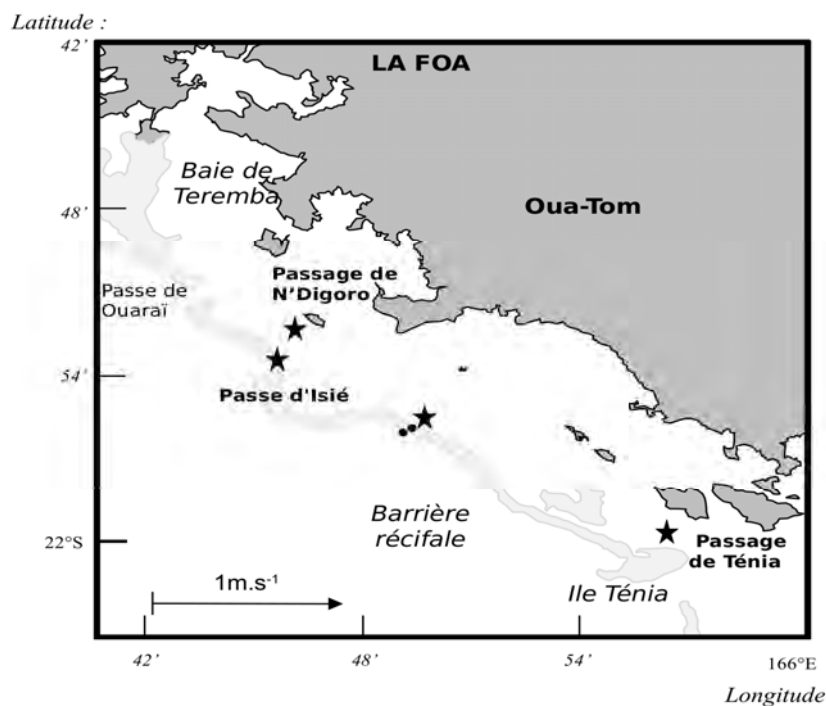 Latitude :
42’
LA FOA
Baie de
Teremba
Oua-Tom
48’
Passage de
N’Digoro
Passe de
Ouaraï
54’
Passe d'Isié
Barrière
récifale
22°S
Passage
de Ténia
1m.s-1
Ile Ténia
42’
48’
54’
166°E
Longitude